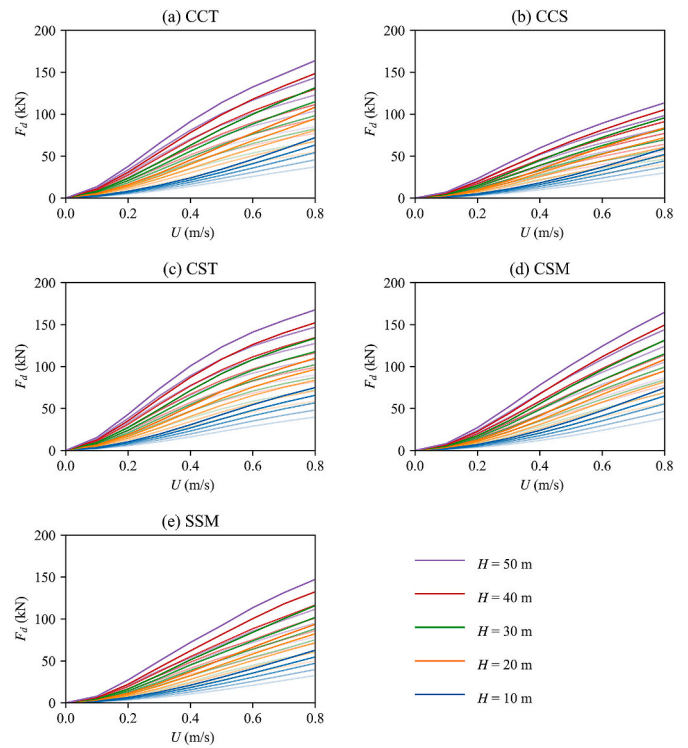 (a) CCT
(b) CCS
200
150
100
50
0
F_d (kN)
0.0 0.2 0.4 0.6 0.8
U (m/s)
200
150
100
50
0
F_d (kN)
0.0 0.2 0.4 0.6 0.8
U (m/s)
(c) CST
(d) CSM
200
150
100
50
0
F_d (kN)
0.0 0.2 0.4 0.6 0.8
U (m/s)
200
150
100
50
0
F_d (kN)
0.0 0.2 0.4 0.6 0.8
U (m/s)
(e) SSM
200
150
100
50
0
F_d (kN)
0.0 0.2 0.4 0.6 0.8
U (m/s)
H = 50 m
H = 40 m
H = 30 m
H = 20 m
H = 10 m